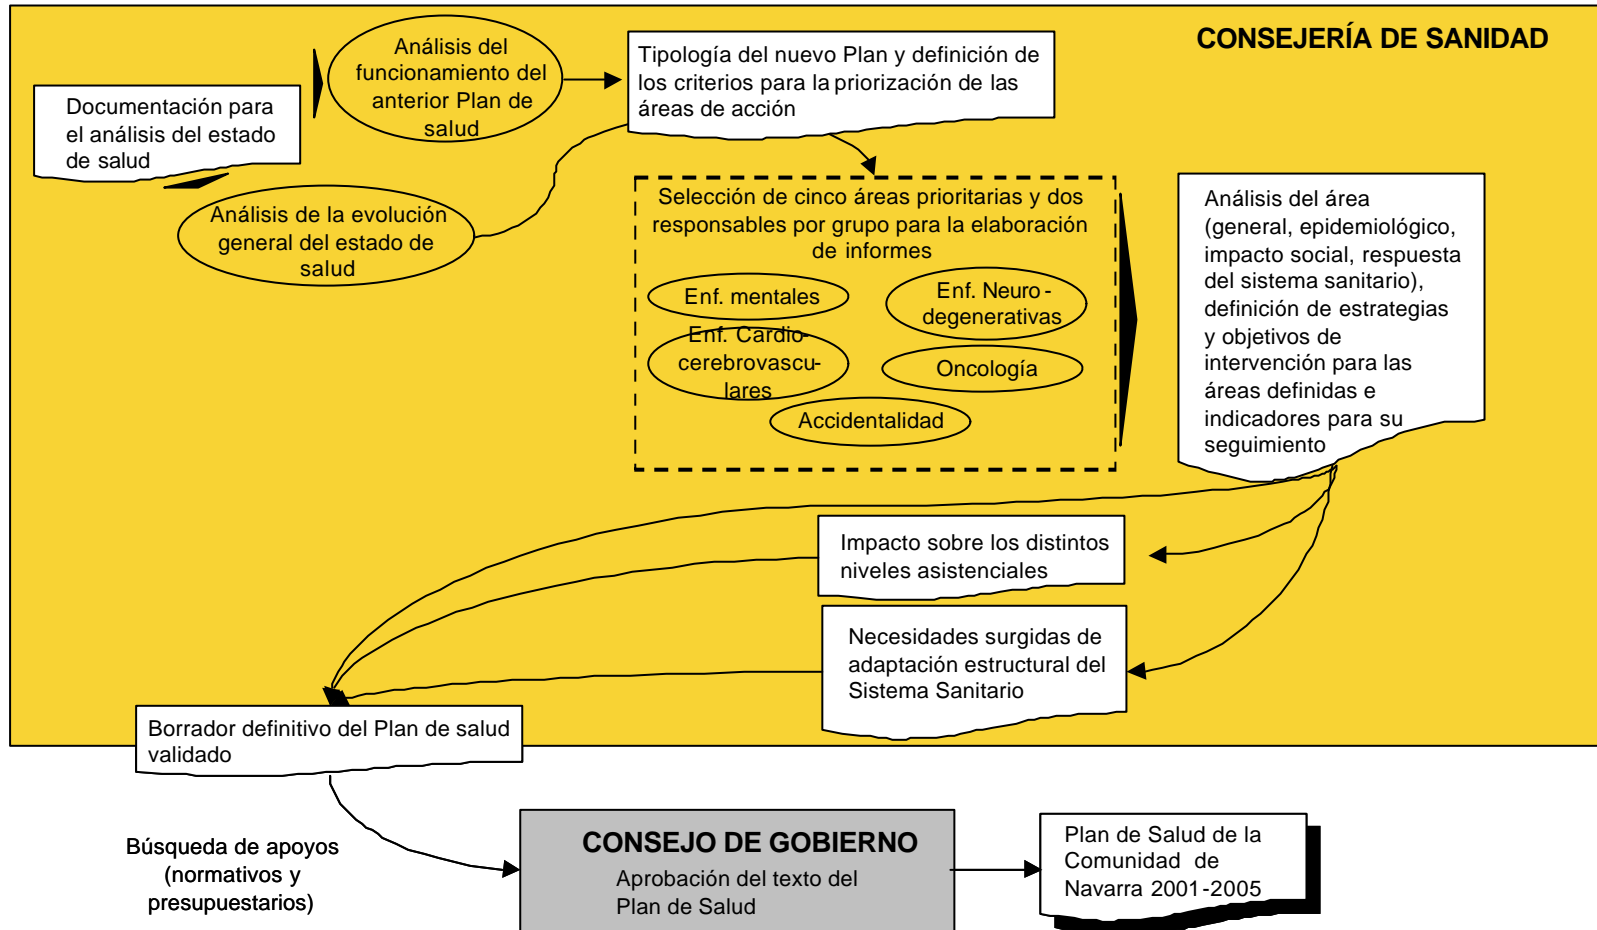 CONSEJERÍA DE SANIDAD
Documentación para
el análisis del estado
de salud
Análisis del
funcionamiento del
anterior Plan de
salud
Análisis de la evolución
general del estado de
salud
Tipología del nuevo Plan y definición de
los criterios para la priorización de las
áreas de acción
Selección de cinco áreas prioritarias y dos
responsables por grupo para la elaboración
de informes
Enf. mentales
Enf. Neuro-
degenerativas
Enf. Cardio-
cerebrovascu-
lares
Oncología
Accidentalidad
Análisis del área
(general, epidemiológico,
impacto social, respuesta
del sistema sanitario),
definición de estrategias
y objetivos de
intervención para las
áreas definidas e
indicadores para su
seguimiento
Impacto sobre los distintos
niveles asistenciales
Necesidades surgidas de
adaptación estructural del
Sistema Sanitario
Borrador definitivo del Plan de salud
validado
Búsqueda de apoyos
(normativos y
presupuestarios)
CONSEJO DE GOBIERNO
Aprobación del texto del
Plan de Salud
Plan de Salud de la
Comunidad de
Navarra 2001-2005